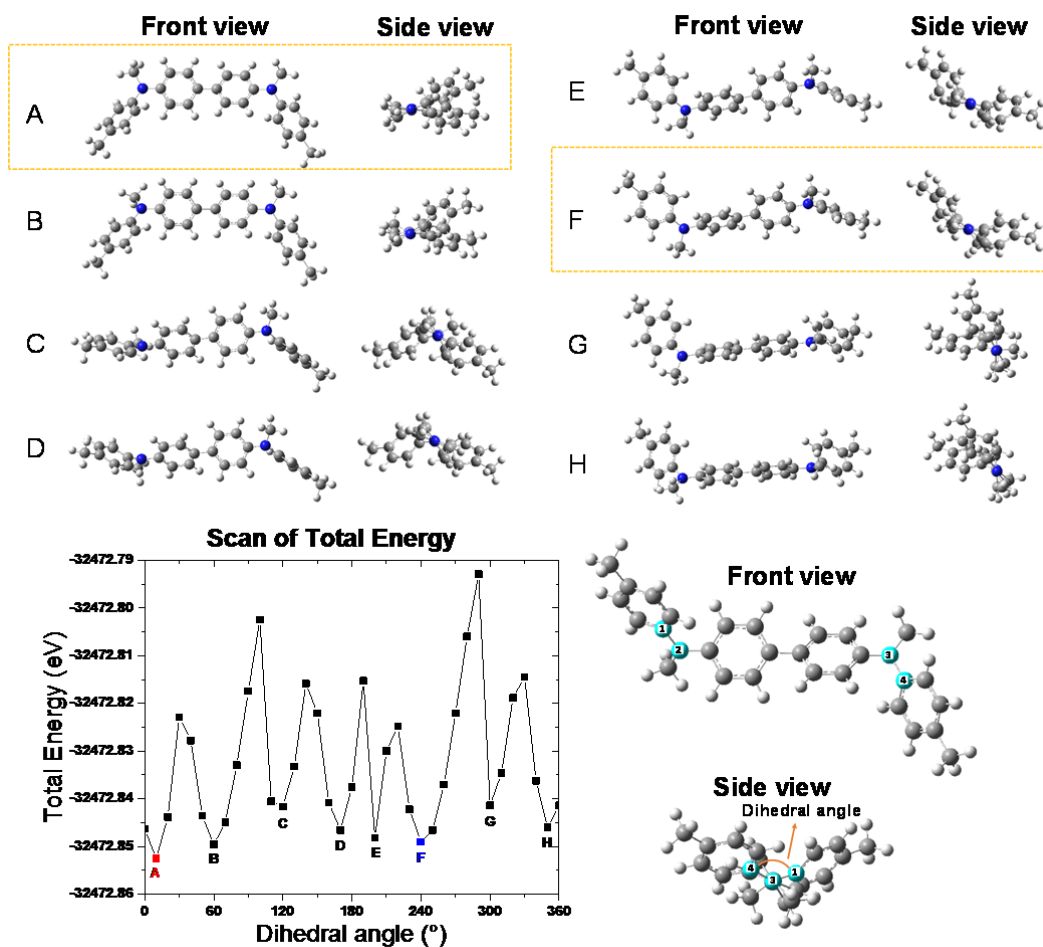 Front view Side view
A
B
C
D
Front view Side view
E
F
G
H
Scan of Total Energy
Total Energy (eV)
-32472.79
-32472.80
-32472.81
-32472.82
-32472.83
-32472.84
-32472.85
-32472.86
A
B
C
D
E
F
G
H
0 60 120 180 240 300 360
Dihedral angle (°)
Front view
1
2
3
4
Side view
Dihedral angle
4
3
1